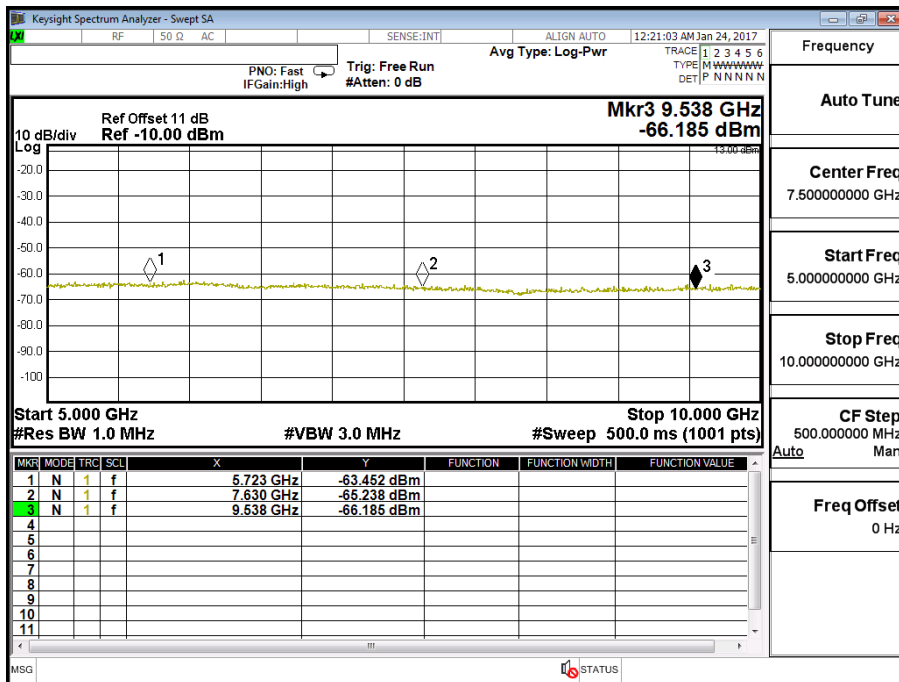 Keysight Spectrum Analyzer - Swept SA
LXI RF 50 Ω AC SENSE:INT ALIGN AUTO 12:21:03 AM Jan 24, 2017
Avg Type: Log-Pwr TRACE 1 2 3 4 5 6
PNO: Fast Trig: Free Run TYPE M W W W W W
IFGain:High #Atten: 0 dB DET P N N N N N
Mkr3 9.538 GHz
-66.185 dBm
Ref Offset 11 dB
10 dB/div Ref -10.00 dBm
Log
13.00 dBm
-20.0
-30.0
-40.0
-50.0
-60.0
-70.0
-80.0
-90.0
-100
1
2
3
Start 5.000 GHz Stop 10.000 GHz
#Res BW 1.0 MHz #VBW 3.0 MHz #Sweep 500.0 ms (1001 pts)
MKR MODE TRC SCL X Y FUNCTION FUNCTION WIDTH FUNCTION VALUE
1 N 1 f 5.723 GHz -63.452 dBm
2 N 1 f 7.630 GHz -65.238 dBm
3 N 1 f 9.538 GHz -66.185 dBm
4
5
6
7
8
9
10
11
MSG STATUS
Frequency
Auto Tune
Center Freq
7.500000000 GHz
Start Freq
5.000000000 GHz
Stop Freq
10.000000000 GHz
CF Step
500.000000 MHz
Auto Man
Freq Offset
0 Hz